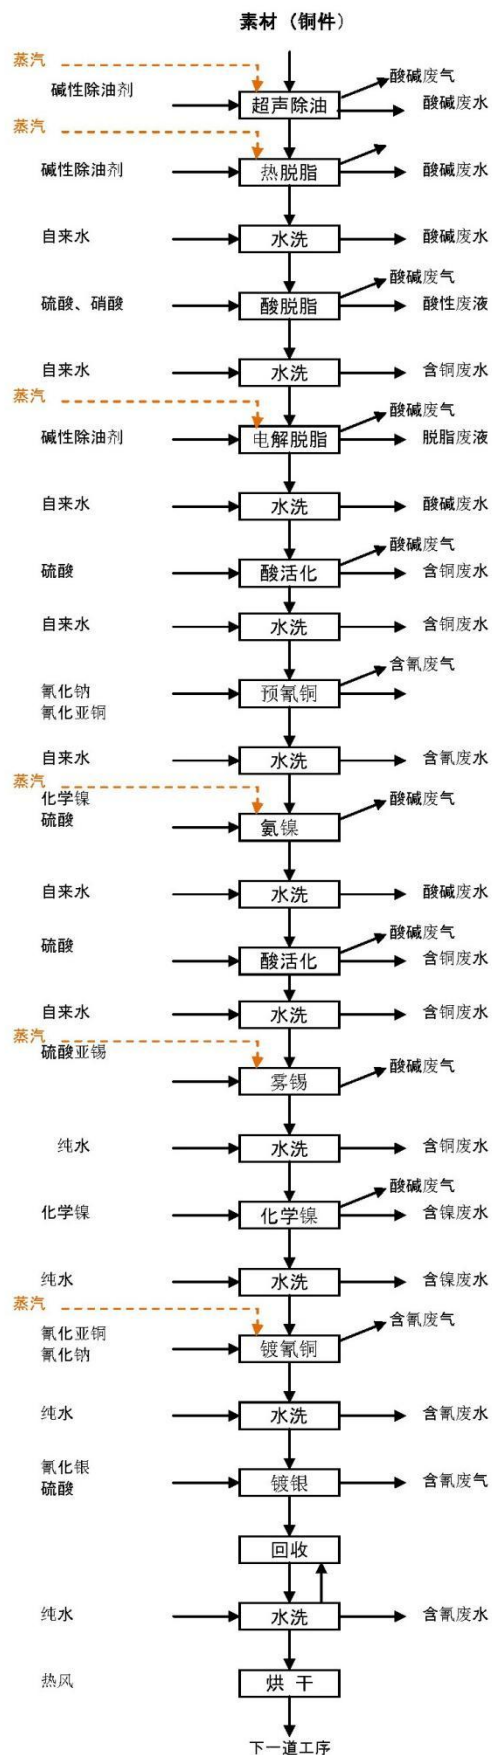 素材（铜件）
蒸汽
碱性除油剂
超声除油
酸碱废气
酸碱废水
蒸汽
碱性除油剂
热脱脂
酸碱废水
自来水
水洗
酸碱废水
硫酸、硝酸
酸脱脂
酸碱废气
酸性废液
自来水
水洗
含铜废水
蒸汽
碱性除油剂
电解脱脂
酸碱废气
脱脂废液
自来水
水洗
酸碱废水
硫酸
酸活化
酸碱废气
含铜废水
自来水
水洗
含铜废水
氰化钠
氰化亚铜
预氰铜
含氰废气
自来水
水洗
含氰废水
蒸汽
化学镍
硫酸
氨镍
酸碱废气
自来水
水洗
酸碱废水
硫酸
酸活化
酸碱废气
含铜废水
自来水
水洗
含铜废水
蒸汽
硫酸亚锡
雾锡
酸碱废气
纯水
水洗
含铜废水
化学镍
化学镍
酸碱废气
含镍废水
纯水
水洗
含镍废水
蒸汽
氰化亚铜
氰化钠
镀氰铜
含氰废气
纯水
水洗
含氰废水
氰化银
硫酸
镀银
含氰废气
回收
纯水
水洗
含氰废水
热风
烘 干
下一道工序